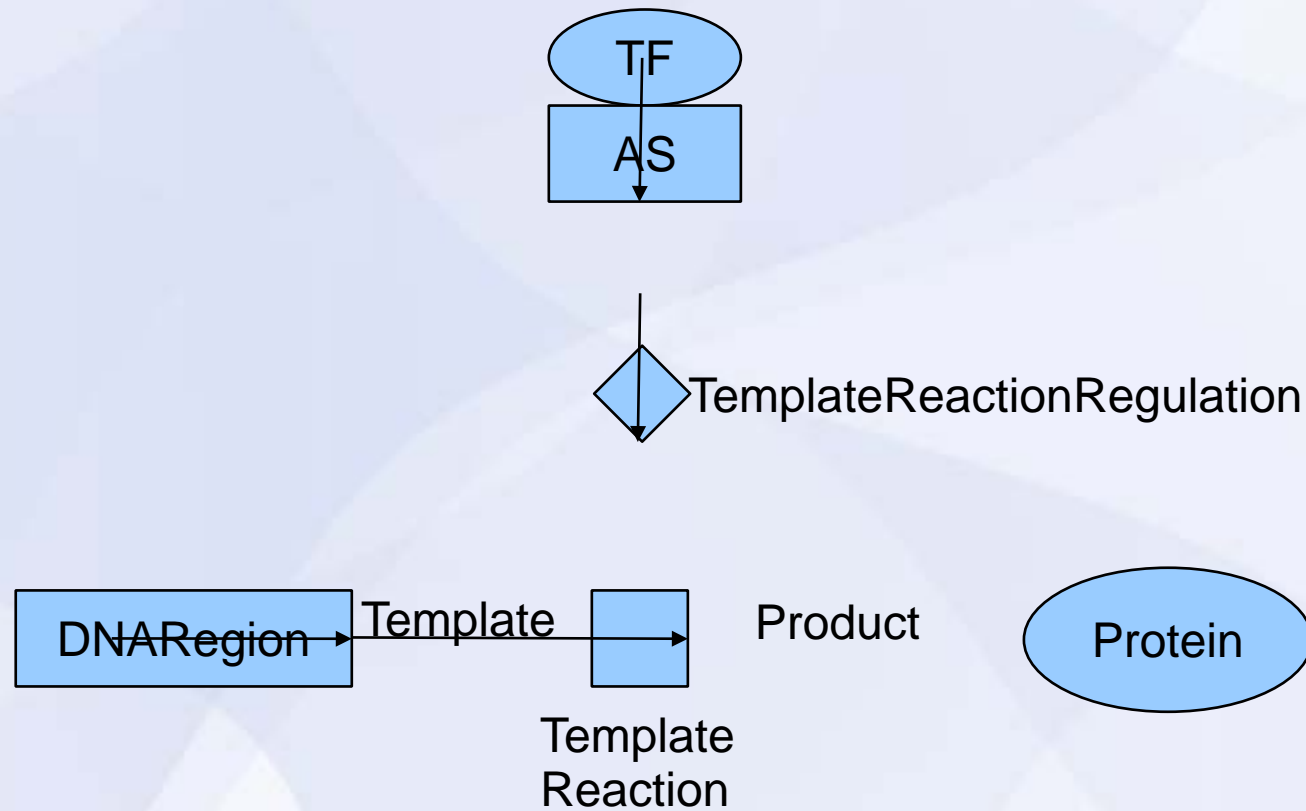 TF
AS
TemplateReactionRegulation
DNARegion
Template
Product
Protein
Template
Reaction